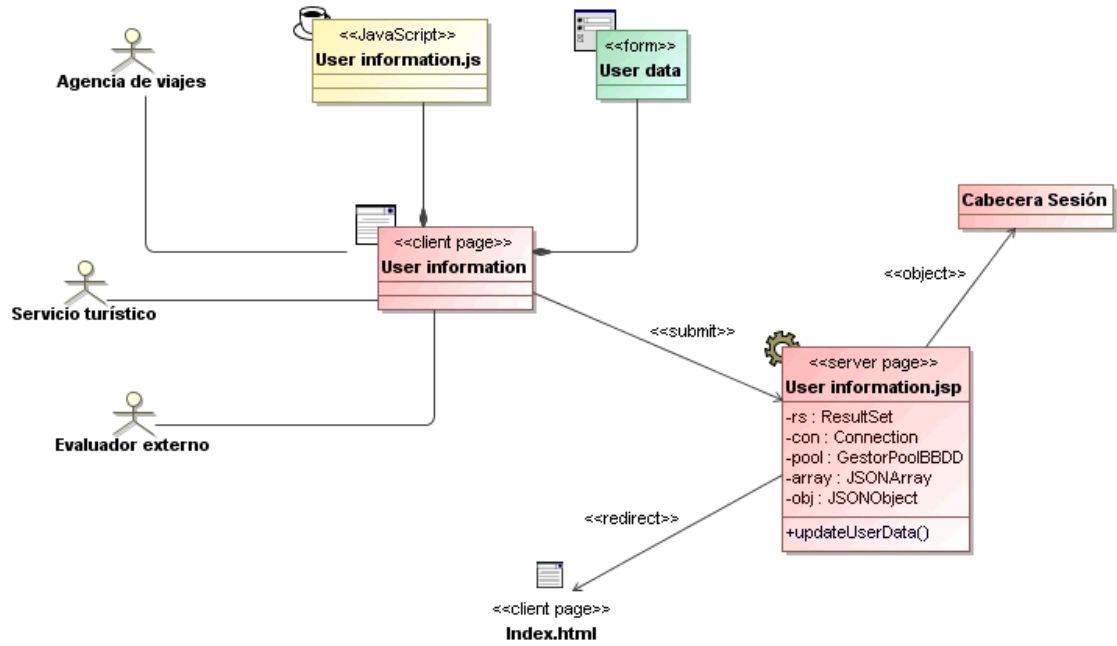 <<JavaScript>>
User information.js
<<form>>
User data
Agencia de viajes
Cabecera Sesión
<<client page>>
User information
<<object>>
Servicio turístico
<<submit>>
<<server page>>
User information.jsp
-rs : ResultSet
-con : Connection
-pool : GestorPoolBBDD
-array : JSONArray
-obj : JSONObject
+updateUserData()
Evaluador externo
<<redirect>>
<<client page>>
Index.html